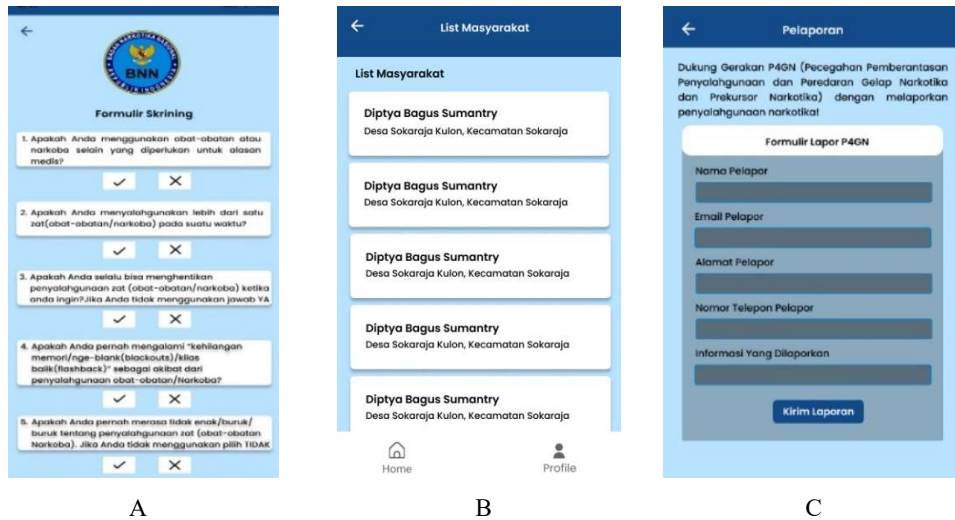 BADAN NARKOTIKA NASIONAL
BNN
REPUBLIK INDONESIA
Formulir Skrining
1. Apakah Anda menggunakan obat-obatan atau
narkoba selain yang diperlukan untuk alasan
medis?
2. Apakah Anda menyalahgunakan lebih dari satu
zat(obat-obatan/narkoba) pada suatu waktu?
3. Apakah Anda selalu bisa menghentikan
penyalahgunaan zat (obat-obatan/narkoba) ketika
anda ingin?Jika Anda tidak menggunakan jawab YA
4. Apakah Anda pernah mengalami "kehilangan
memori/nge-blank(blackouts)/kilas
balik(flashback)" sebagai akibat dari
penyalahgunaan obat-obatan/Narkoba?
5. Apakah Anda pernah merasa tidak enak/buruk/
buruk tentang penyalahgunaan zat (obat-obatan
Narkoba). Jika Anda tidak menggunakan pilih TIDAK
A
List Masyarakat
List Masyarakat
Diptya Bagus Sumantry
Desa Sokaraja Kulon, Kecamatan Sokaraja
Diptya Bagus Sumantry
Desa Sokaraja Kulon, Kecamatan Sokaraja
Diptya Bagus Sumantry
Desa Sokaraja Kulon, Kecamatan Sokaraja
Diptya Bagus Sumantry
Desa Sokaraja Kulon, Kecamatan Sokaraja
Diptya Bagus Sumantry
Desa Sokaraja Kulon, Kecamatan Sokaraja
Home
Profile
B
Pelaporan
Dukung Gerakan P4GN (Pecegahan Pemberantasan
Penyalahgunaan dan Peredaran Gelap Narkotika
dan Prekursor Narkotika) dengan melaporkan
penyalahgunaan narkotika!
Formulir Lapor P4GN
Nama Pelapor
Email Pelapor
Alamat Pelapor
Nomor Telepon Pelapor
Informasi Yang Dilaporkan
Kirim Laporan
C